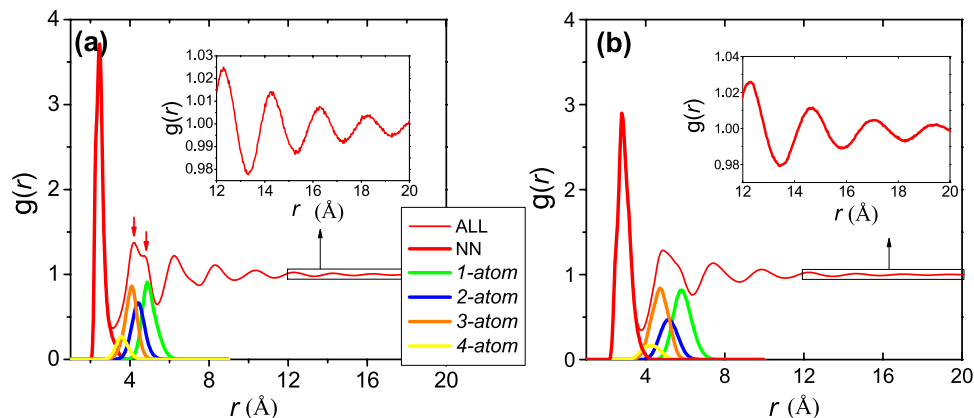 (a)
4
3
2
1
0
g(r)
4
8
12
16
20
r (Å)
1.03
1.02
1.01
1.00
0.99
0.98
g(r)
12
14
16
18
20
r (Å)
ALL
NN
1-atom
2-atom
3-atom
4-atom
(b)
4
3
2
1
0
g(r)
4
8
12
16
20
r (Å)
1.04
1.02
1.00
0.98
g(r)
12
14
16
18
20
r (Å)